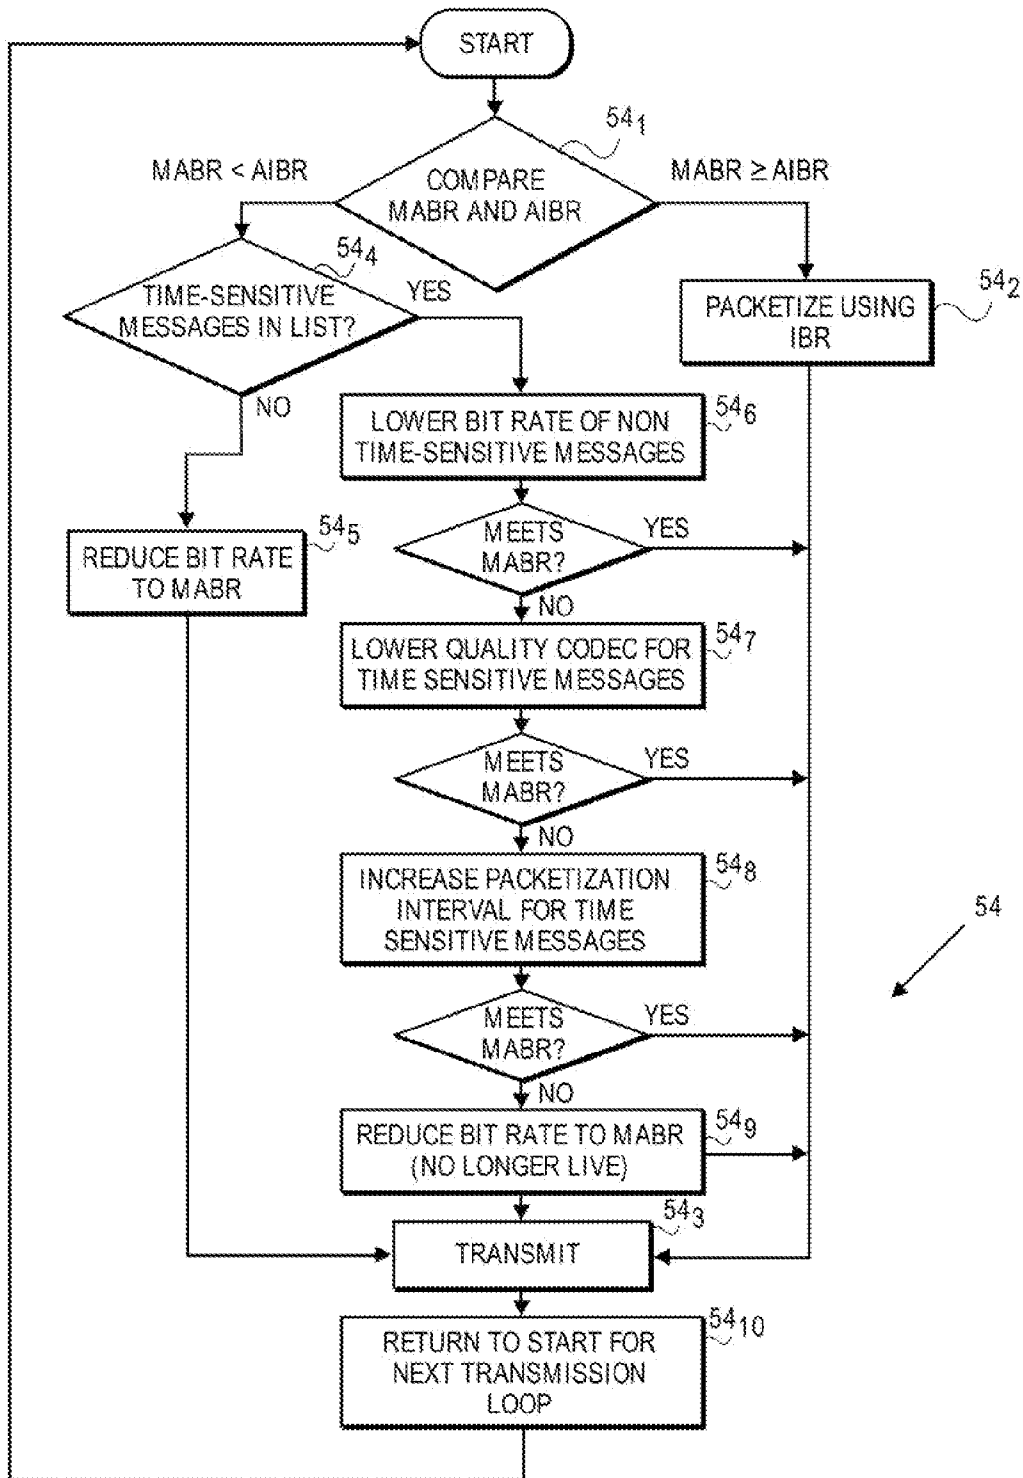 START
54₁
MABR < AIBR
COMPARE
MABR AND AIBR
MABR ≥ AIBR
54₄
TIME-SENSITIVE
MESSAGES IN LIST?
YES
NO
54₂
PACKETIZE USING
IBR
54₆
LOWER BIT RATE OF NON
TIME-SENSITIVE MESSAGES
MEETS
MABR?
YES
NO
54₅
REDUCE BIT RATE
TO MABR
54₇
LOWER QUALITY CODEC FOR
TIME SENSITIVE MESSAGES
MEETS
MABR?
YES
NO
54₈
INCREASE PACKETIZATION
INTERVAL FOR TIME
SENSITIVE MESSAGES
54
MEETS
MABR?
YES
NO
54₉
REDUCE BIT RATE TO MABR
(NO LONGER LIVE)
54₃
TRANSMIT
54₁₀
RETURN TO START FOR
NEXT TRANSMISSION
LOOP